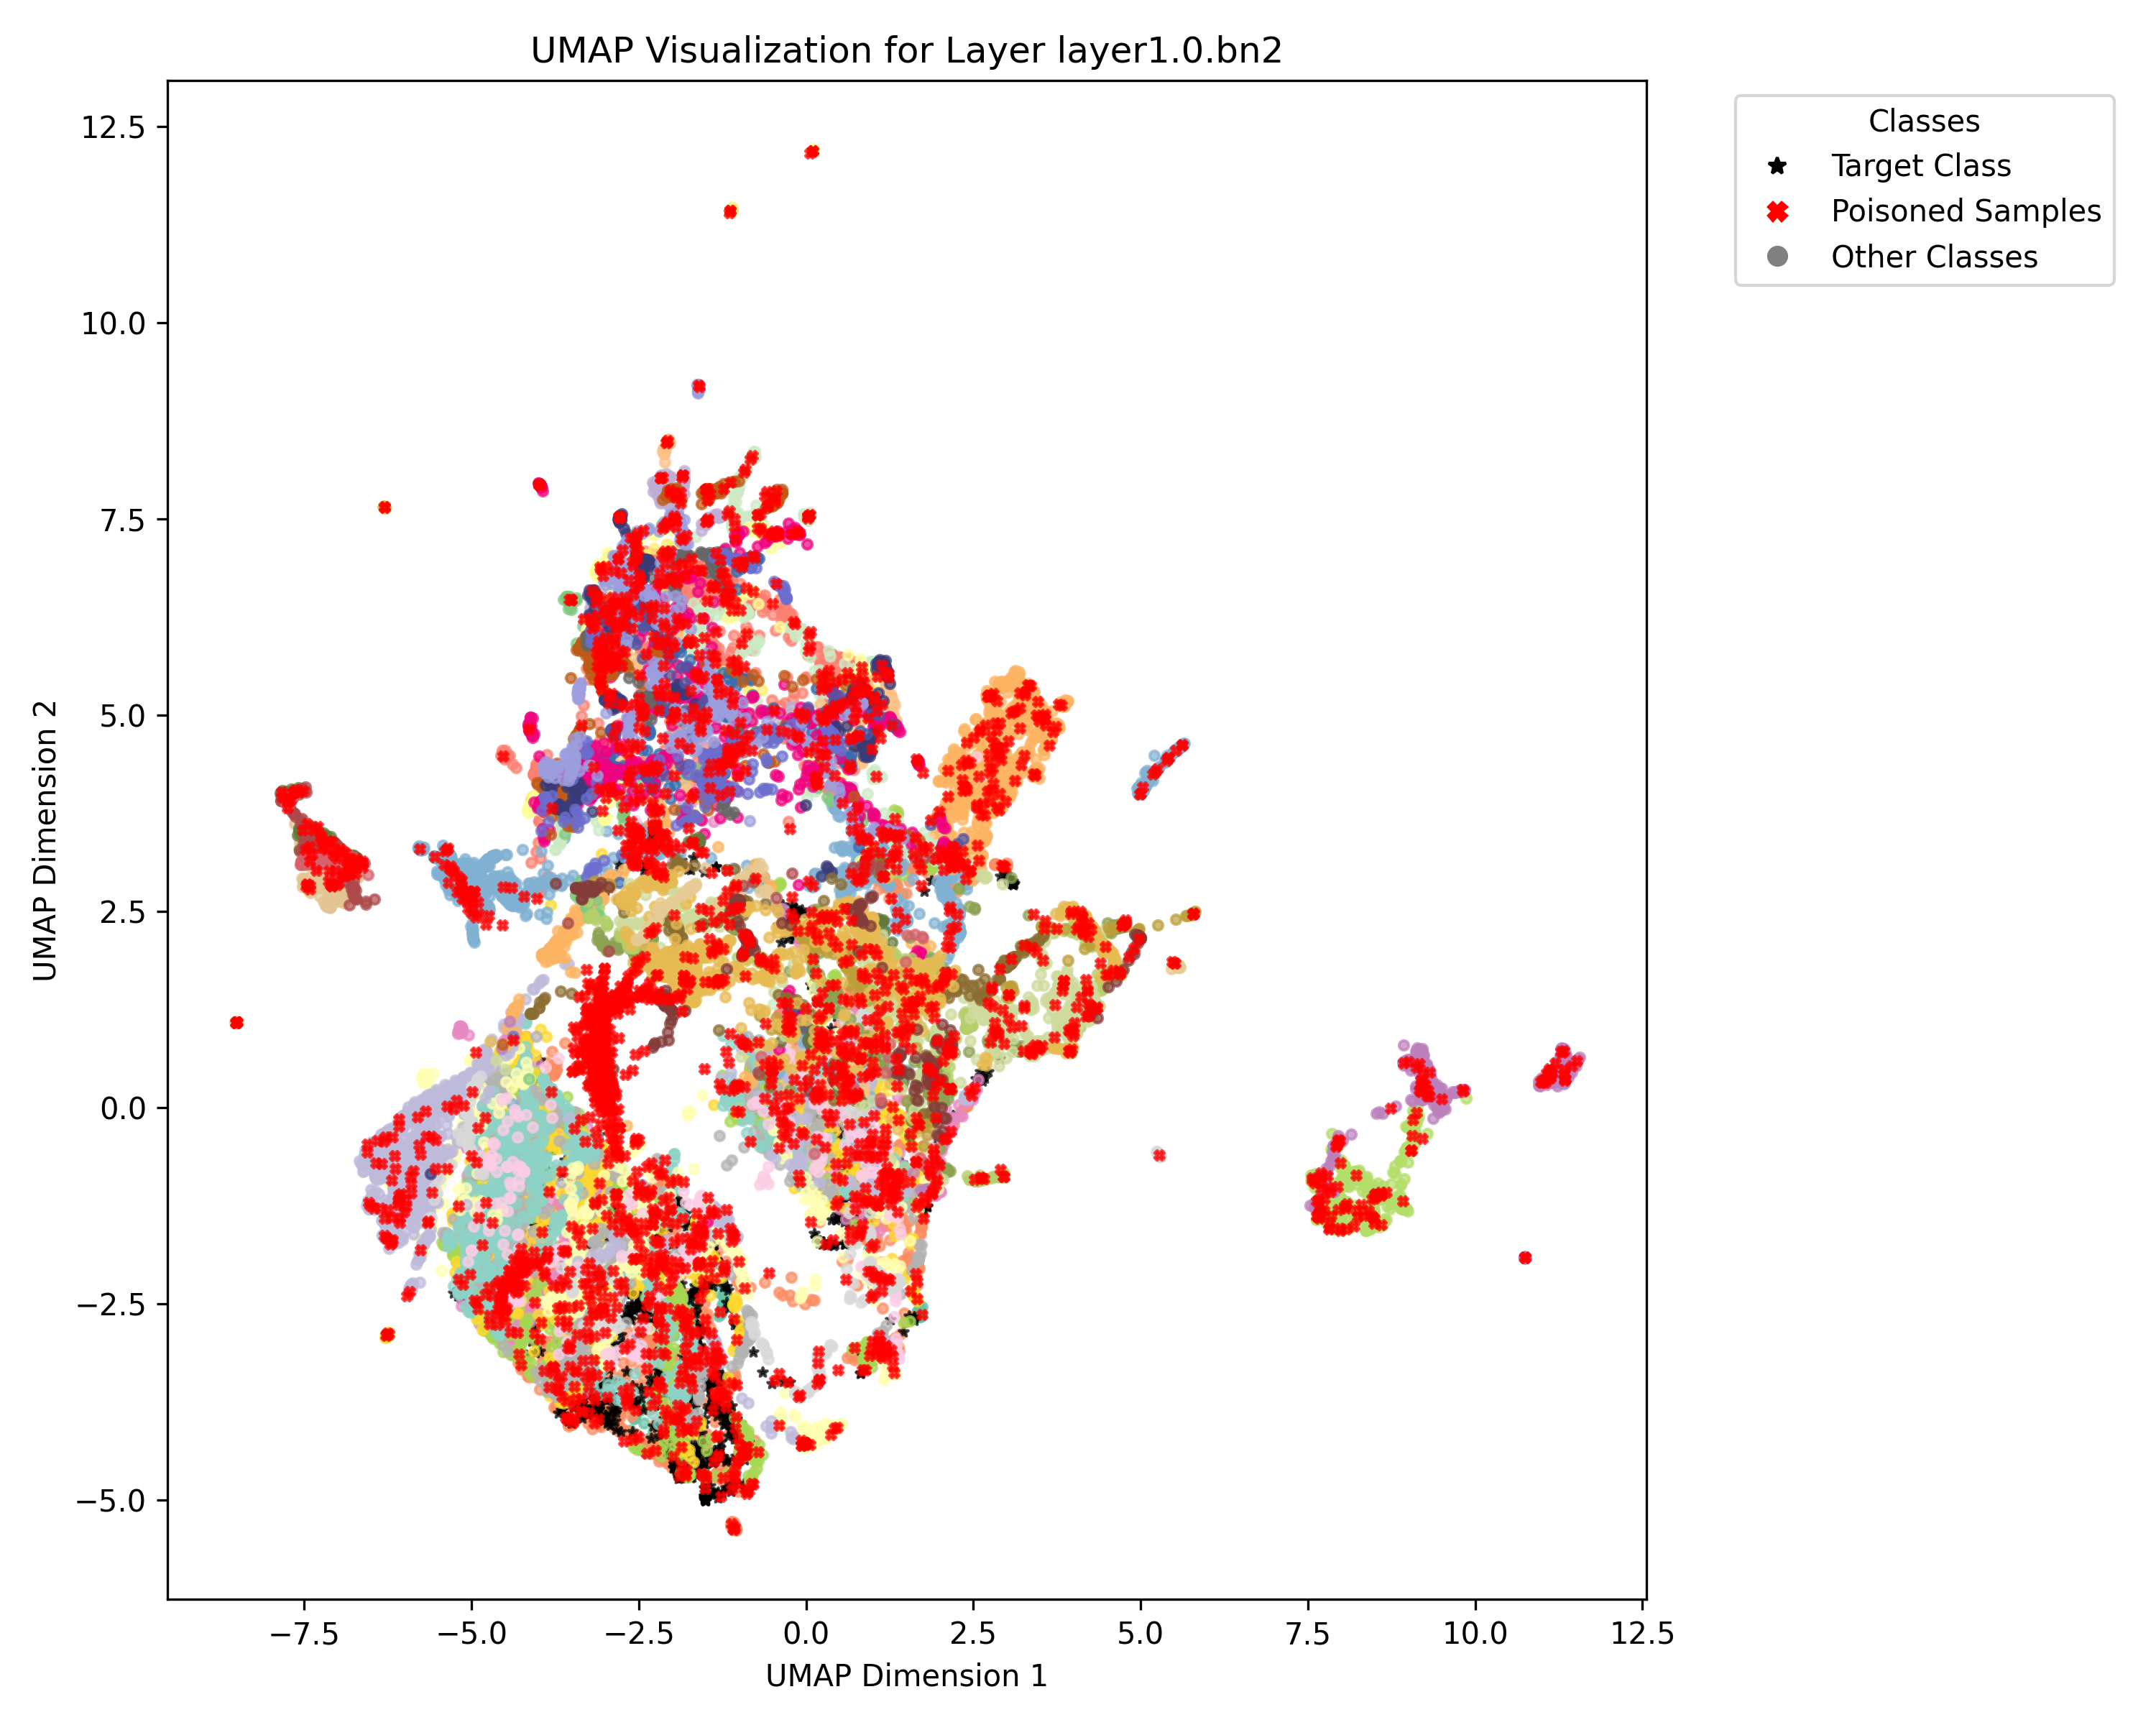 UMAP Visualization for Layer layer1.0.bn2
Classes
Target Class
Poisoned Samples
Other Classes
12.5
10.0
7.5
5.0
2.5
0.0
−2.5
−5.0
UMAP Dimension 2
−7.5 −5.0 −2.5 0.0 2.5 5.0 7.5 10.0 12.5
UMAP Dimension 1